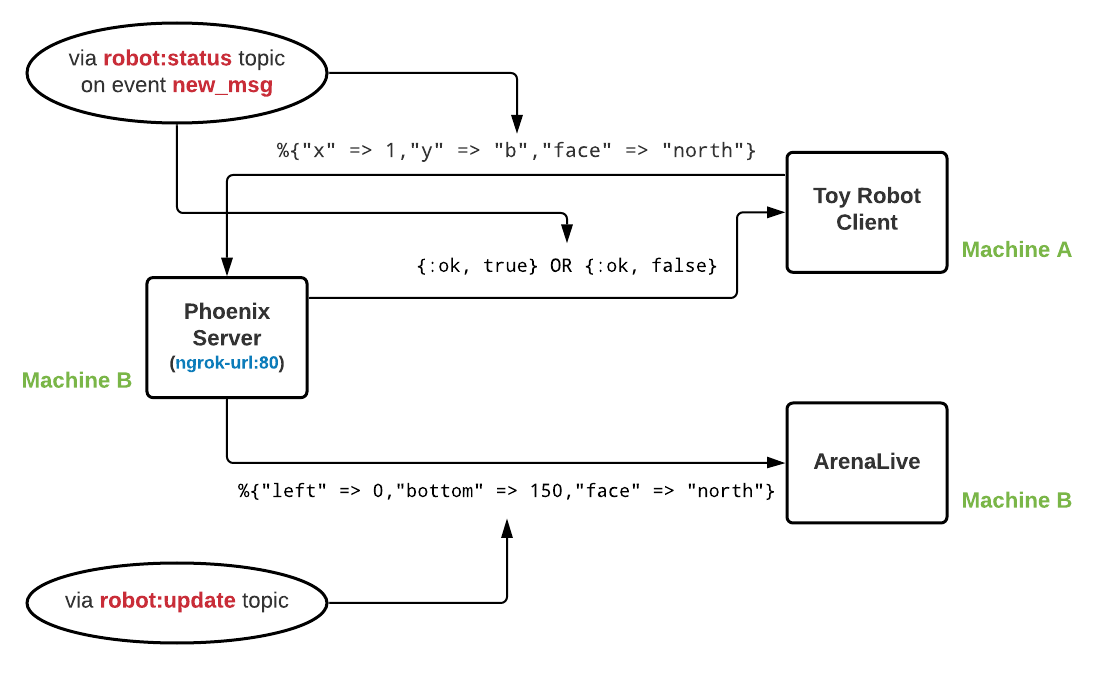 via robot:status topic
on event new_msg
%{"x" => 1,"y" => "b","face" => "north"}
Toy Robot
Client
Machine A
{:ok, true} OR {:ok, false}
Phoenix
Server
(ngrok-url:80)
Machine B
ArenaLive
%{"left" => 0,"bottom" => 150,"face" => "north"}
Machine B
via robot:update topic